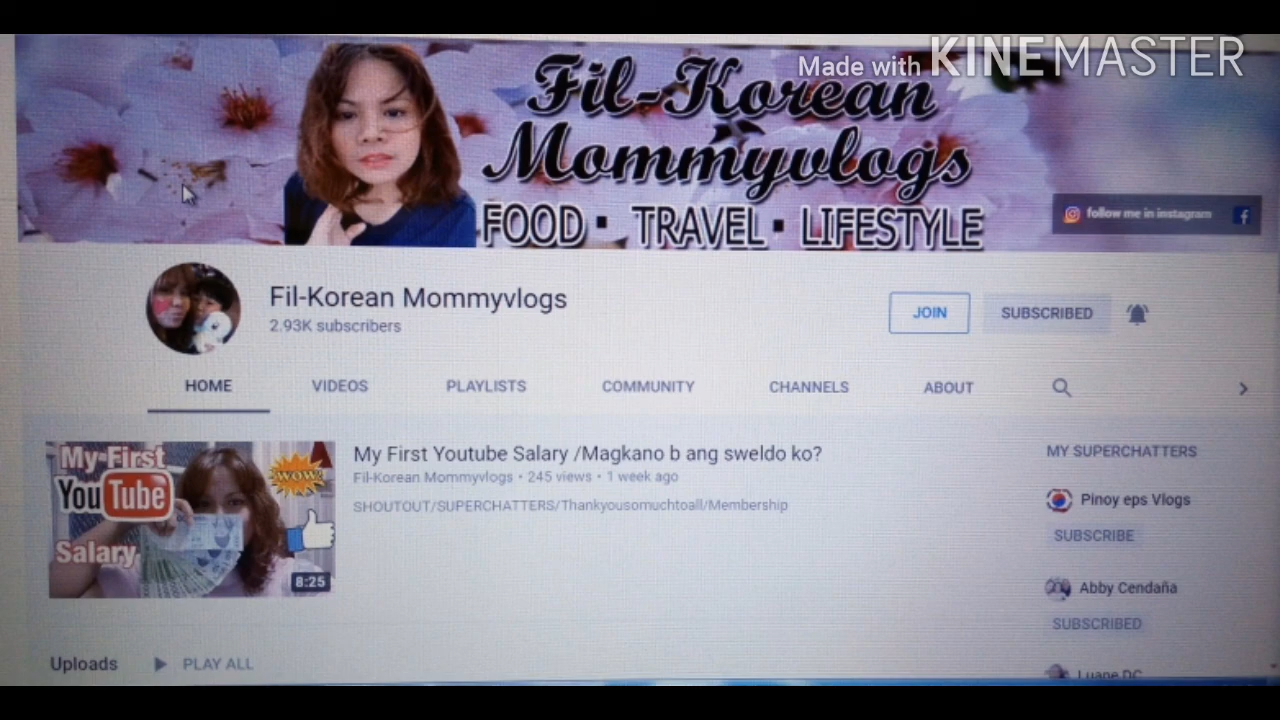 Made with KINEMASTER
Fil-Korean
Mommyvlogs
FOOD · TRAVEL · LIFESTYLE
follow me in instagram
Fil-Korean Mommyvlogs
2.93K subscribers
JOIN
SUBSCRIBED
HOME
VIDEOS
PLAYLISTS
COMMUNITY
CHANNELS
ABOUT
My First
YouTube
Salary
WOW!
8:25
My First Youtube Salary /Magkano b ang sweldo ko?
Fil-Korean Mommyvlogs • 245 views • 1 week ago
SHOUTOUT/SUPERCHATTERS/Thankyousomuchtoall/Membership
MY SUPERCHATTERS
Pinoy eps Vlogs
SUBSCRIBE
Abby Cendaña
SUBSCRIBED
Luane DC
Uploads
PLAY ALL